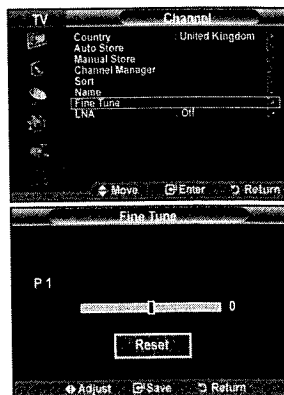 TV Channel
Country : United Kingdom
Auto Store
Manual Store
Channel Manager
Sort
Name
Fine Tune
LNA : Off
Move Enter Return
Fine Tune
P 1
0
Reset
Adjust Save Return